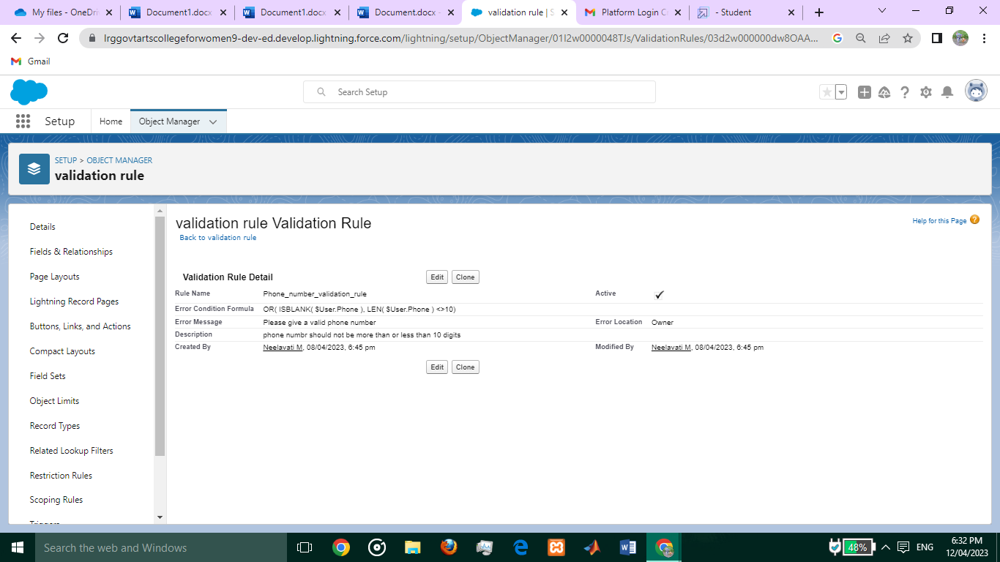 My files - OneDri
Document1.docx
Document1.docx
Document.docx -
validation rule | S
Platform Login C
- Student
lrggovtartscollegeforwomen9-dev-ed.develop.lightning.force.com/lightning/setup/ObjectManager/01I2w0000048TJs/ValidationRules/03d2w000000dw8OAA...
Gmail
Search Setup
Setup
Home
Object Manager
SETUP > OBJECT MANAGER
validation rule
Details
Fields & Relationships
Page Layouts
Lightning Record Pages
Buttons, Links, and Actions
Compact Layouts
Field Sets
Object Limits
Record Types
Related Lookup Filters
Restriction Rules
Scoping Rules
Triggers
validation rule Validation Rule
Help for this Page
Back to validation rule
Validation Rule Detail
Edit Clone
Rule Name Phone_number_validation_rule Active
Error Condition Formula OR( ISBLANK( $User.Phone ), LEN( $User.Phone ) <>10)
Error Message Please give a valid phone number Error Location Owner
Description phone numbr should not be more than or less than 10 digits
Created By Neelavati M, 08/04/2023, 6:45 pm Modified By Neelavati M, 08/04/2023, 6:45 pm
Edit Clone
Search the web and Windows
48%
ENG
6:32 PM
12/04/2023